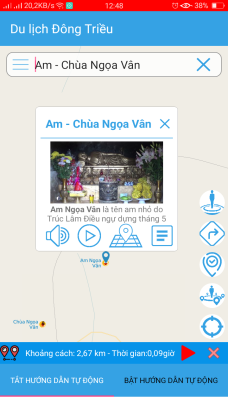 20,2KB/s 12:48 38%
Du lịch Đông Triều
Am - Chùa Ngọa Vân
Am - Chùa Ngọa Vân
Am Ngọa Vân là tên am nhỏ do
Trúc Lâm Điều ngự dựng tháng 5
Am Ngọa
Vân
Chùa Ngọa Vân
Khoảng cách: 2,67 km - Thời gian:0,09giờ
TẮT HƯỚNG DẪN TỰ ĐỘNG
BẬT HƯỚNG DẪN TỰ ĐỘNG